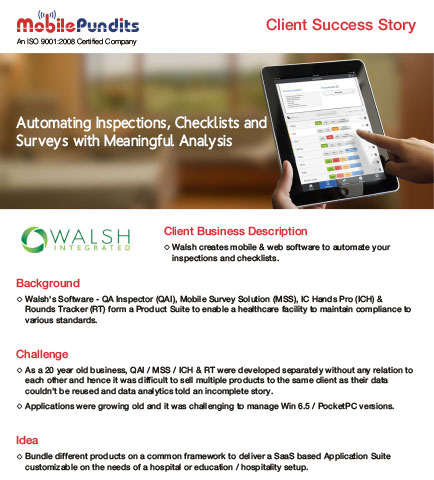 MobilePundits
An ISO 9001:2008 Certified Company
Client Success Story
Automating Inspections, Checklists and
Surveys with Meaningful Analysis
WALSH
INTEGRATED
Client Business Description
◇ Walsh creates mobile & web software to automate your
inspections and checklists.
Background
◇ Walsh's Software - QA Inspector (QAI), Mobile Survey Solution (MSS), IC Hands Pro (ICH) &
Rounds Tracker (RT) form a Product Suite to enable a healthcare facility to maintain compliance to
various standards.
Challenge
◇ As a 20 year old business, QAI / MSS / ICH & RT were developed separately without any relation to
each other and hence it was difficult to sell multiple products to the same client as their data
couldn't be reused and data analytics told an incomplete story.
◇ Applications were growing old and it was challenging to manage Win 6.5 / PocketPC versions.
Idea
◇ Bundle different products on a common framework to deliver a SaaS based Application Suite
customizable on the needs of a hospital or education / hospitality setup.